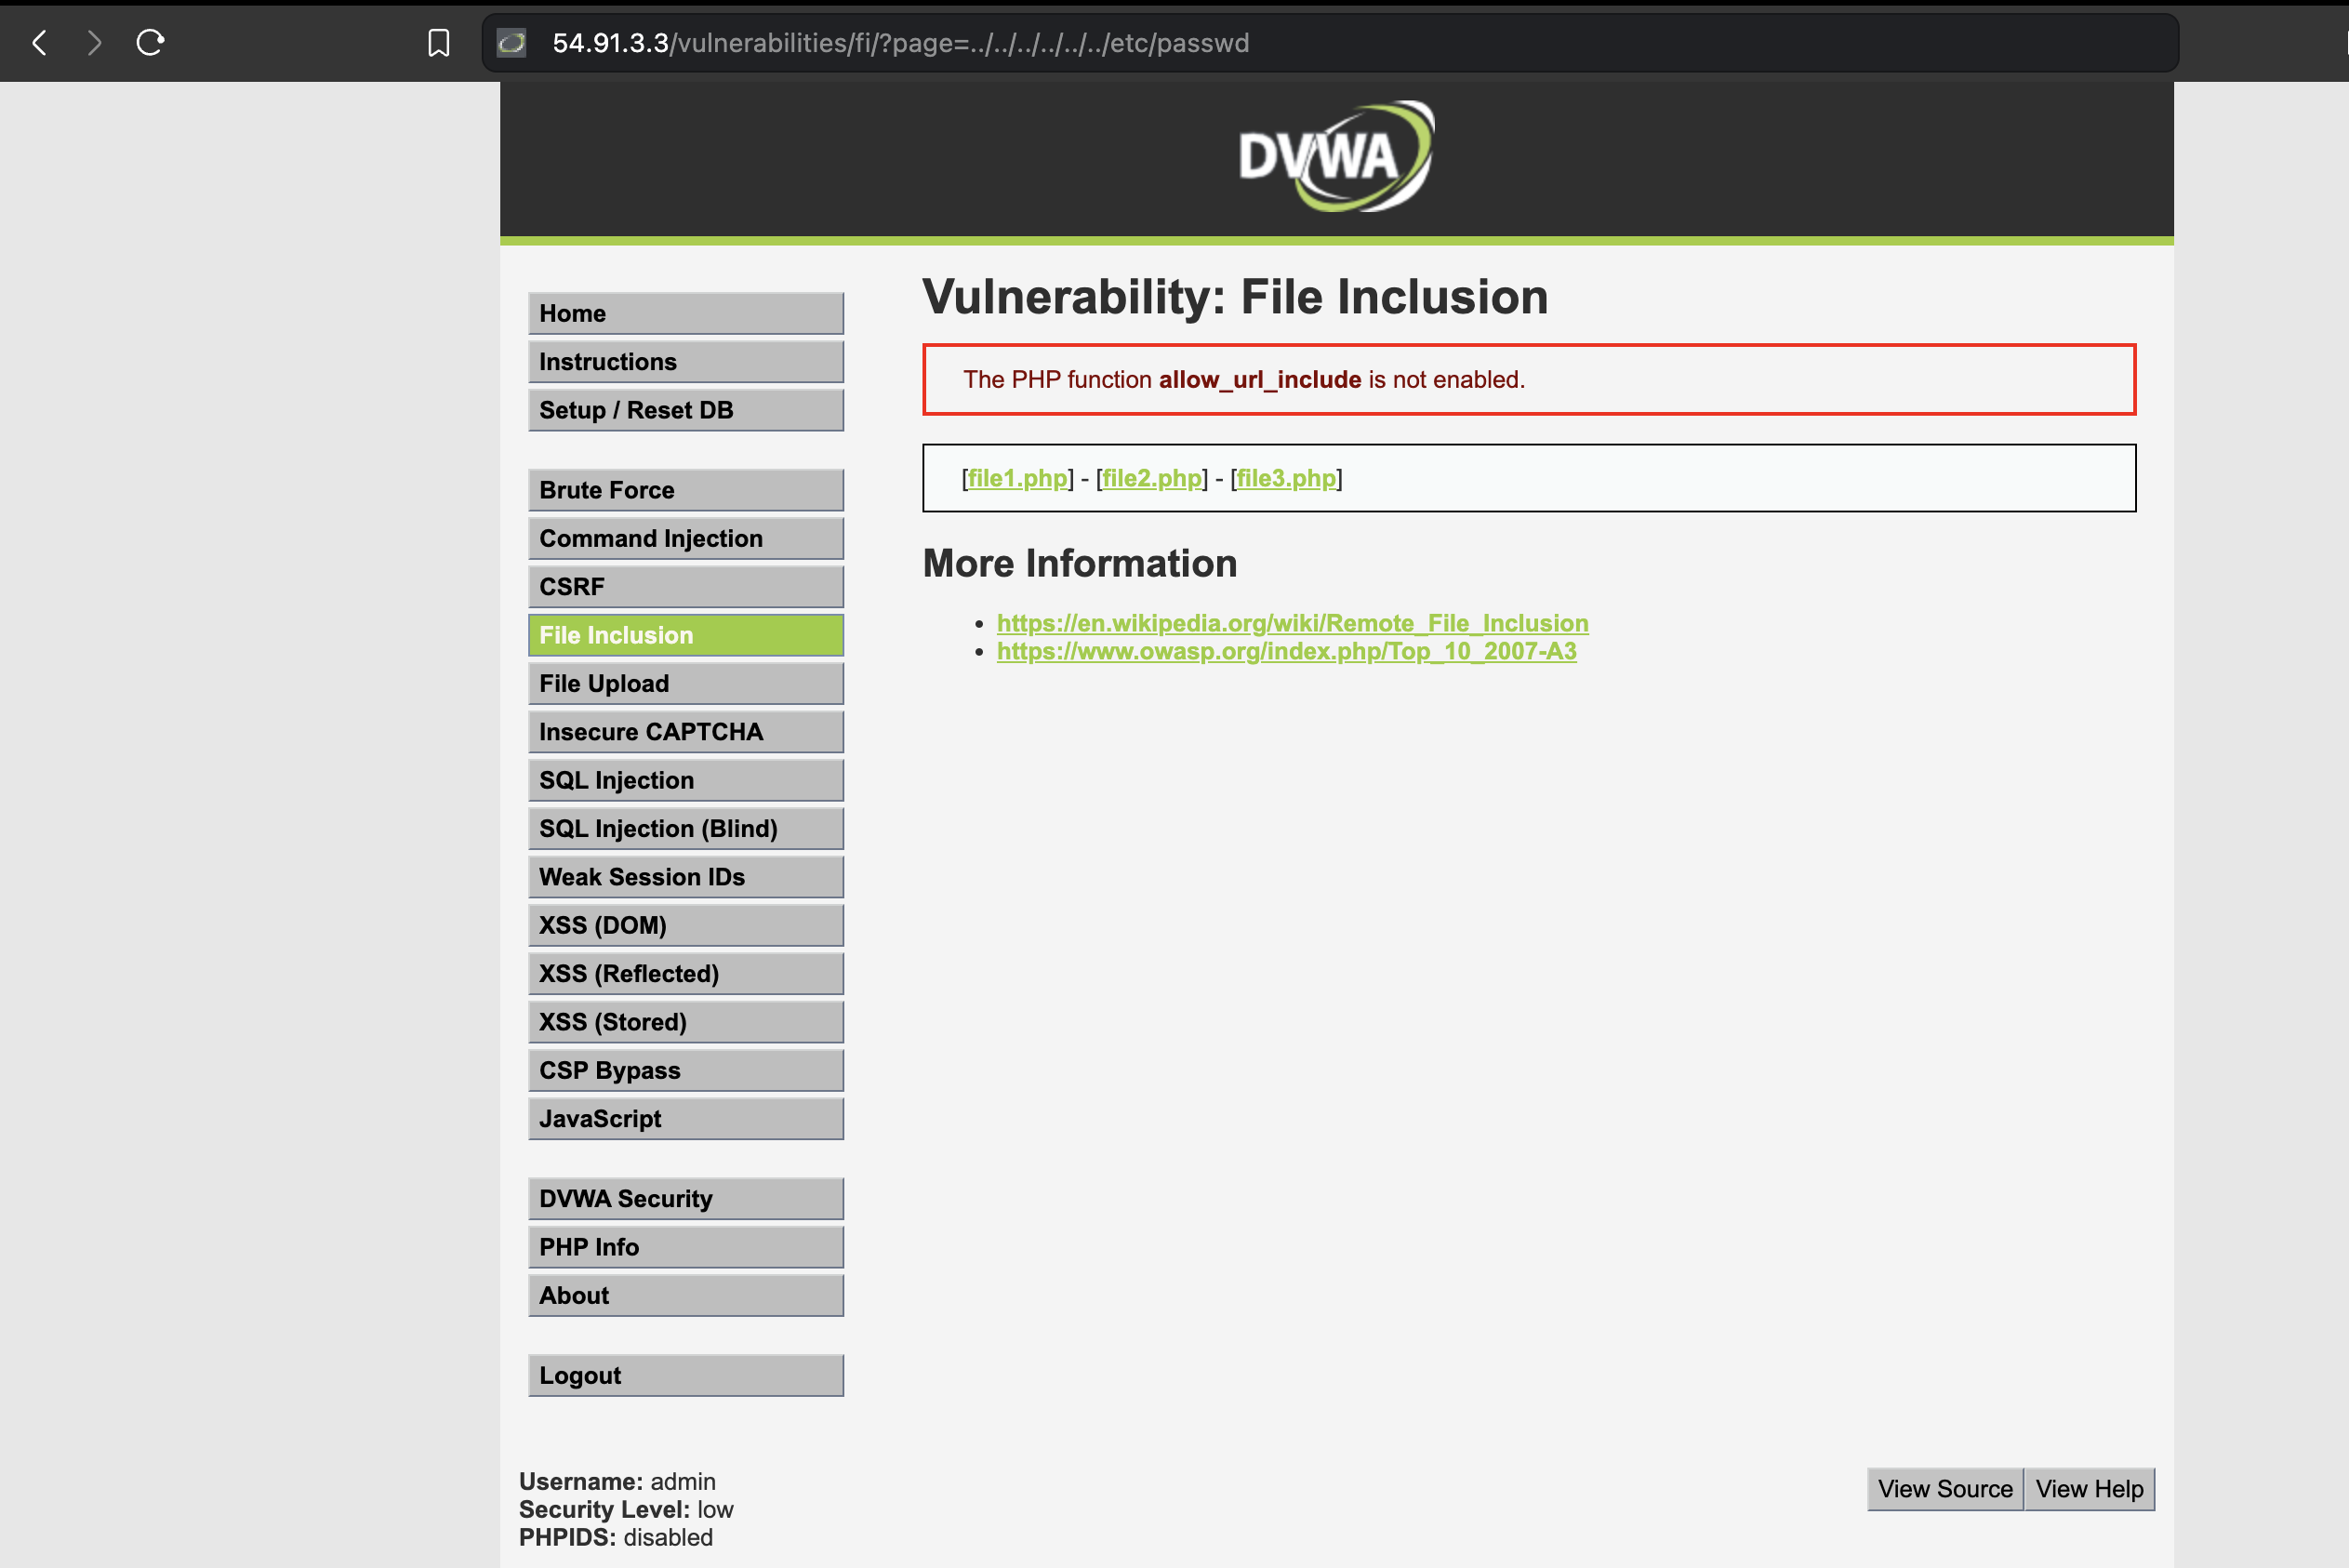 54.91.3.3/vulnerabilities/fi/?page=../../../../../../etc/passwd
DVWA
Home
Instructions
Setup / Reset DB
Brute Force
Command Injection
CSRF
File Inclusion
File Upload
Insecure CAPTCHA
SQL Injection
SQL Injection (Blind)
Weak Session IDs
XSS (DOM)
XSS (Reflected)
XSS (Stored)
CSP Bypass
JavaScript
DVWA Security
PHP Info
About
Logout
Vulnerability: File Inclusion
The PHP function allow_url_include is not enabled.
[file1.php] - [file2.php] - [file3.php]
More Information
• https://en.wikipedia.org/wiki/Remote_File_Inclusion
• https://www.owasp.org/index.php/Top_10_2007-A3
Username: admin
Security Level: low
PHPIDS: disabled
View Source View Help